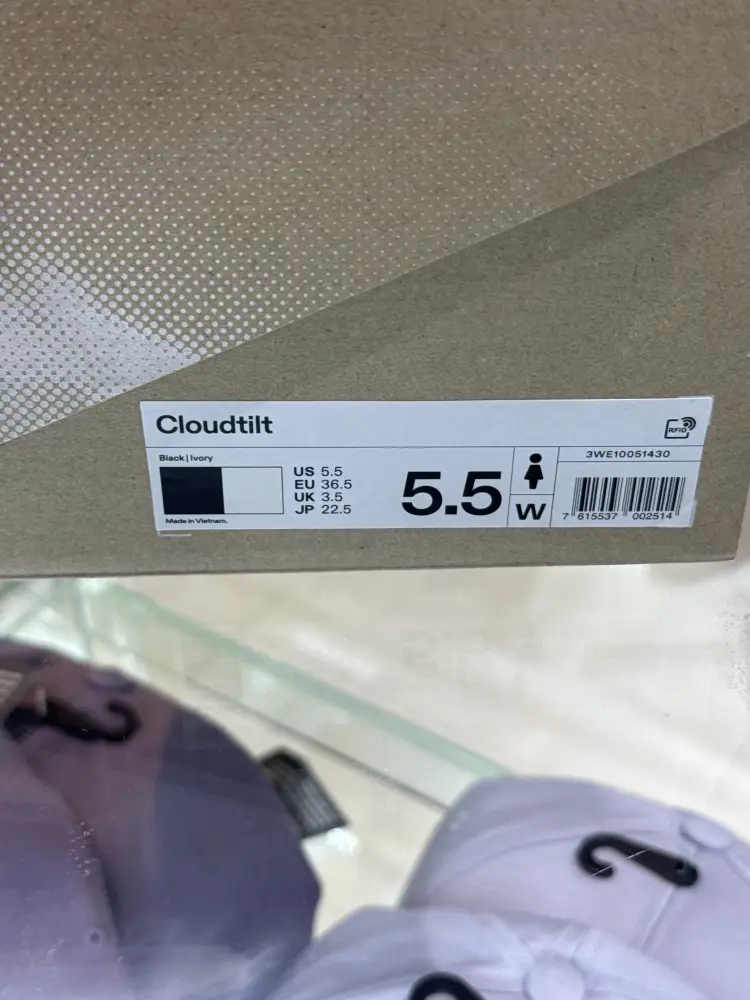 Cloudtilt
RFID
Black | Ivory
US 5.5
EU 36.5
UK 3.5
JP 22.5
Made in Vietnam.
5.5
W
3WE10051430
7 615537 002514